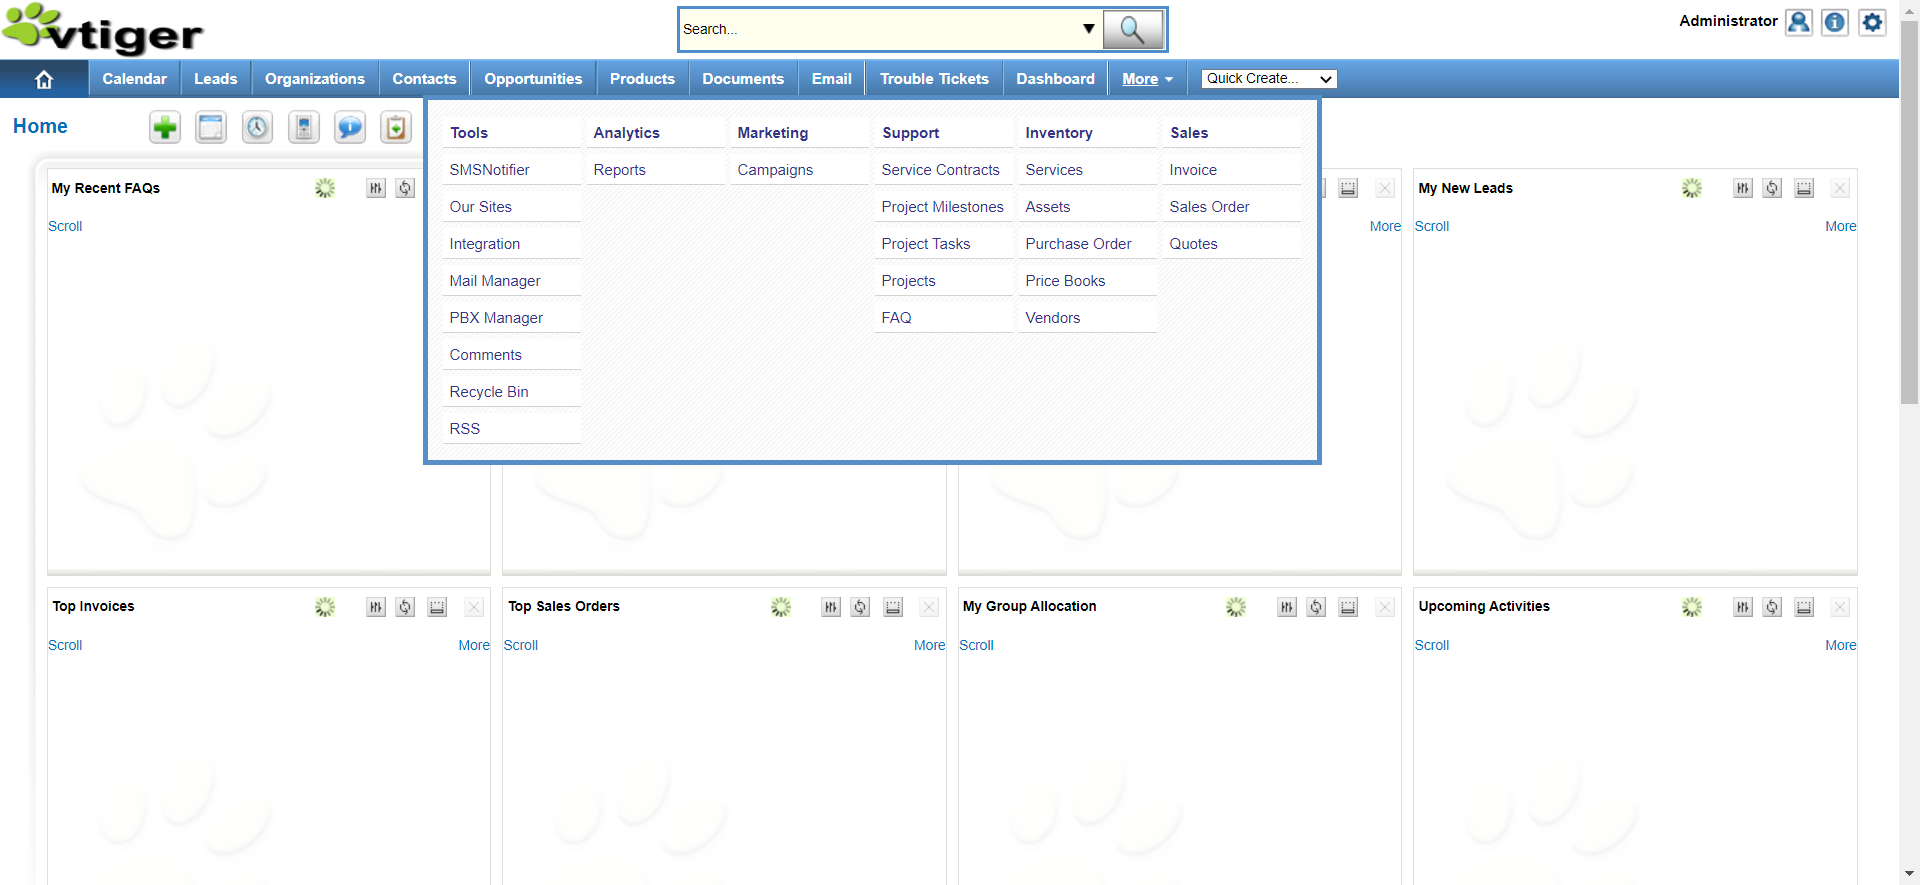 vtiger
Search...
Administrator
Calendar Leads Organizations Contacts Opportunities Products Documents Email Trouble Tickets Dashboard More Quick Create...
Home
Tools Analytics Marketing Support Inventory Sales
SMSNotifier Reports Campaigns Service Contracts Services Invoice
Our Sites Project Milestones Assets Sales Order
Integration Project Tasks Purchase Order Quotes
Mail Manager Projects Price Books
PBX Manager FAQ Vendors
Comments
Recycle Bin
RSS
My Recent FAQs My New Leads
Scroll More Scroll More
Top Invoices Top Sales Orders My Group Allocation Upcoming Activities
Scroll More Scroll More Scroll Scroll More